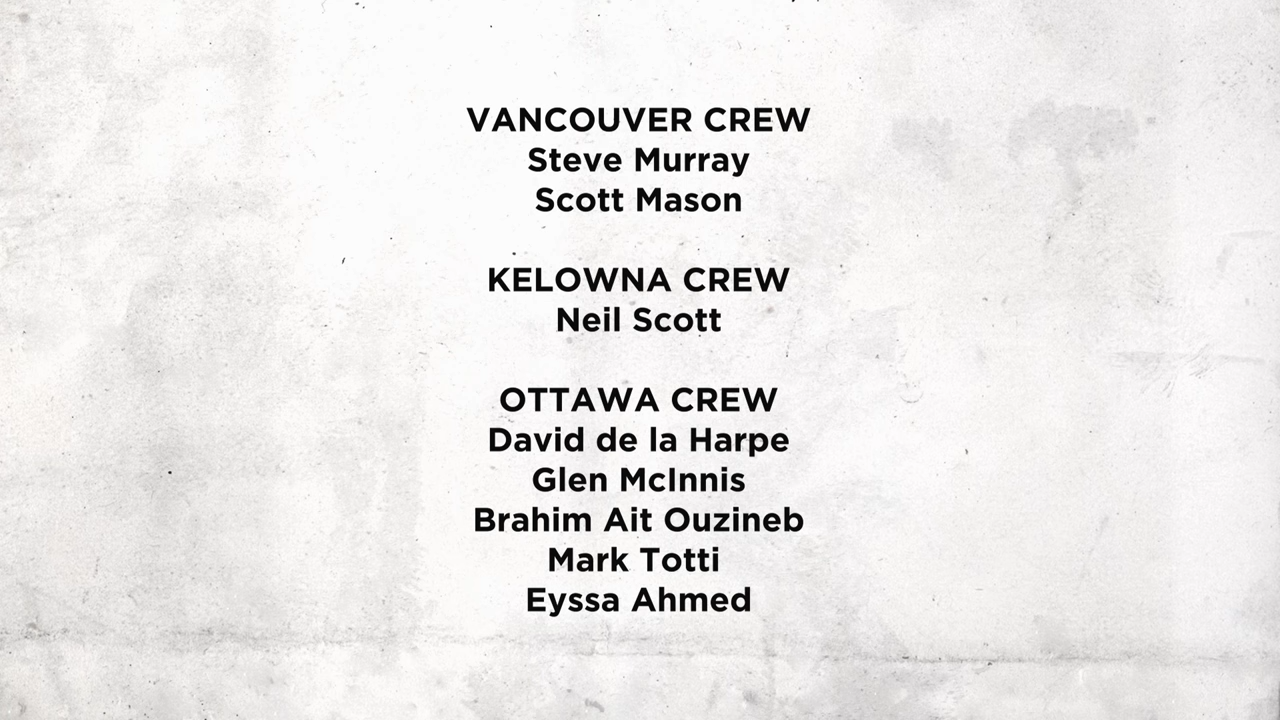 VANCOUVER CREW
Steve Murray
Scott Mason
KELOWNA CREW
Neil Scott
OTTAWA CREW
David de la Harpe
Glen McInnis
Brahim Ait Ouzineb
Mark Totti
Eyssa Ahmed